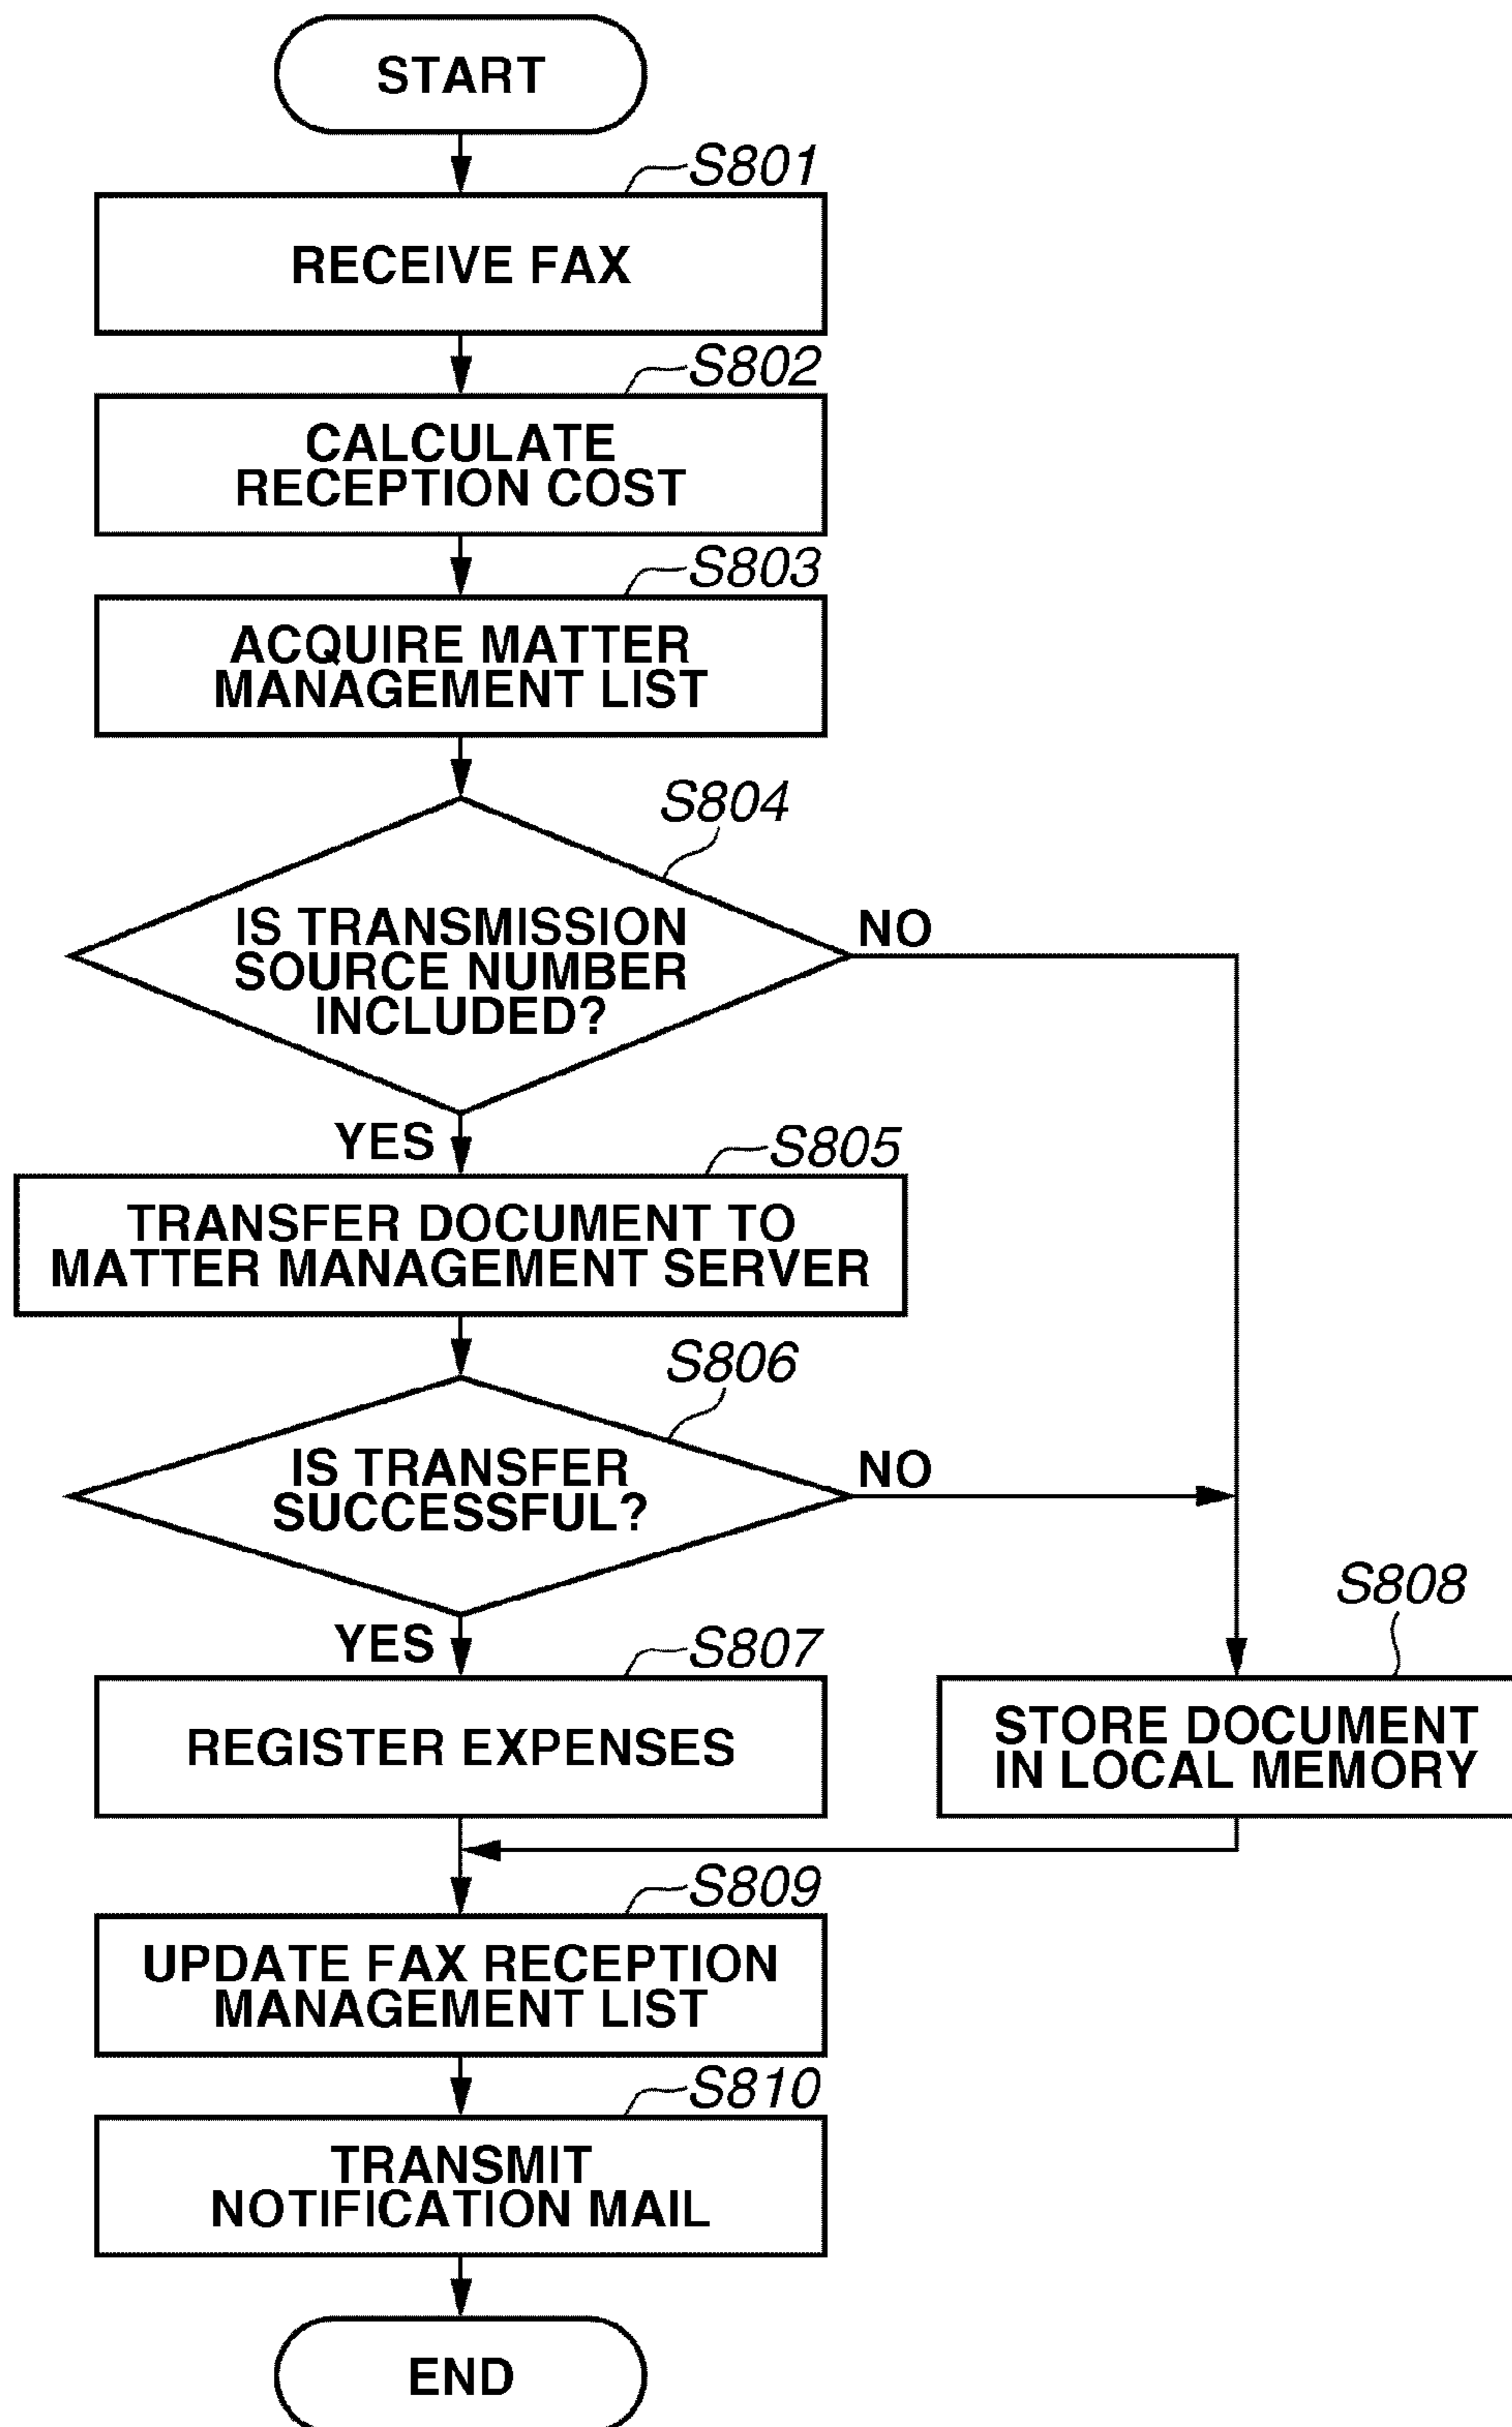 START
S801
RECEIVE FAX
S802
CALCULATE
RECEPTION COST
S803
ACQUIRE MATTER
MANAGEMENT LIST
S804
IS TRANSMISSION
SOURCE NUMBER
INCLUDED?
NO
YES
S805
TRANSFER DOCUMENT TO
MATTER MANAGEMENT SERVER
S806
IS TRANSFER
SUCCESSFUL?
NO
YES
S807
REGISTER EXPENSES
S808
STORE DOCUMENT
IN LOCAL MEMORY
S809
UPDATE FAX RECEPTION
MANAGEMENT LIST
S810
TRANSMIT
NOTIFICATION MAIL
END